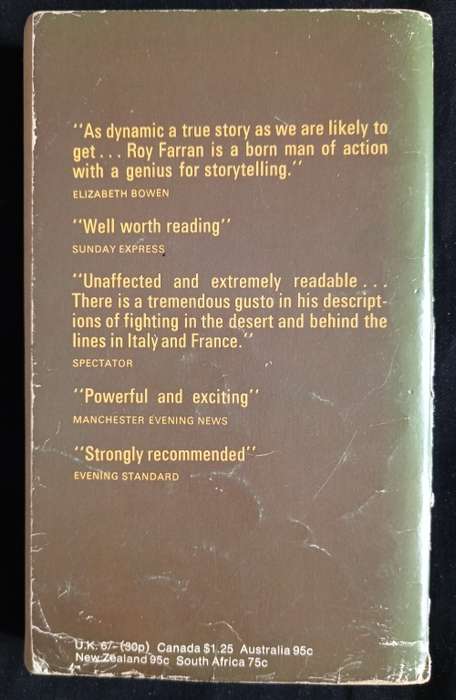 "As dynamic a true story as we are likely to
get... Roy Farran is a born man of action
with a genius for storytelling."
ELIZABETH BOWEN
"Well worth reading"
SUNDAY EXPRESS
"Unaffected and extremely readable...
There is a tremendous gusto in his descript-
ions of fighting in the desert and behind the
lines in Italy and France."
SPECTATOR
"Powerful and exciting"
MANCHESTER EVENING NEWS
"Strongly recommended"
EVENING STANDARD
U.K. 6/- (30p) Canada $1.25 Australia 95c
New Zealand 95c South Africa 75c